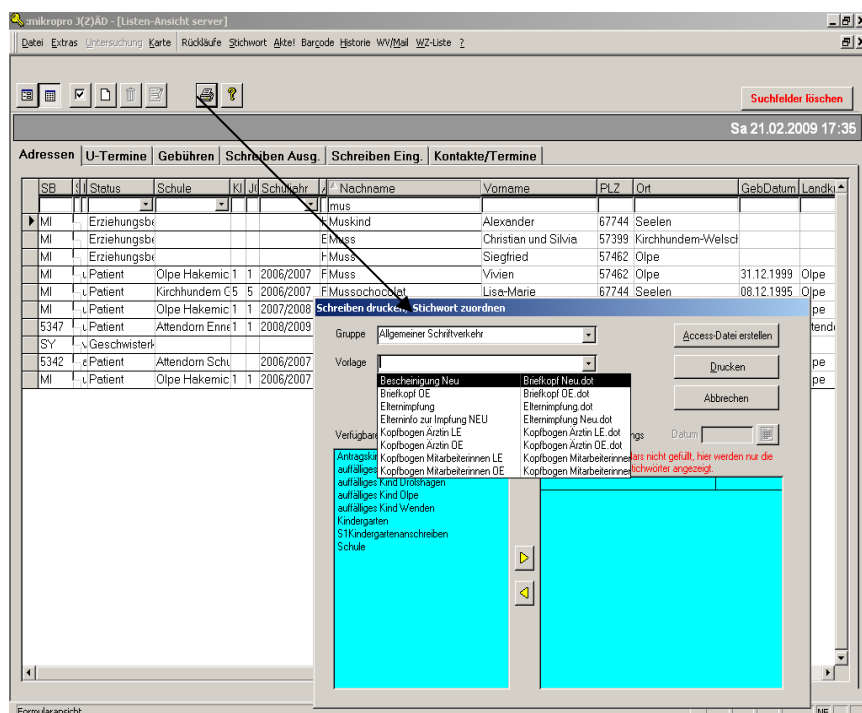 :mikropro J(Z)ÄD - [Listen-Ansicht server]
Datei Extras Untersuchung Karte Rückläufe Stichwort Akte! Barcode Historie WV/Mail WZ-Liste ?
Suchfelder löschen
Sa 21.02.2009 17:35
Adressen U-Termine Gebühren Schreiben Ausg. Schreiben Eing. Kontakte/Termine
SB Status Schule Kl Schuljahr Nachname Vorname PLZ Ort GebDatum
mus
MI Erziehungsbe Muskind Alexander 67744 Seelen
MI Erziehungsbe Muss Christian und Silvia 57399 Kirchhundem-Welsch
MI Erziehungsbe Muss Siegfried 57462 Olpe
MI Patient Olpe Hakemic 1 1 2006/2007 Muss Vivien 57462 Olpe 31.12.1999 Olpe
MI Patient Kirchhundem G 5 5 2006/2007 Mussochocolat Lisa-Marie 67744 Seelen 08.12.1995 Olpe
MI Patient Olpe Hakemic 1 1 2007/2008
5347 Patient Attendorn Enne 1 1 2008/2009
SY Geschwisterk
5342 Patient Attendorn Schu 2006/2007
MI Patient Olpe Hakemic 1 1 2006/2007
Schreiben drucken, Stichwort zuordnen
Gruppe Allgemeiner Schriftverkehr
Access-Datei erstellen
Vorlage
Drucken
Abbrechen
Bescheinigung Neu Briefkopf Neu.dot
Briefkopf OE Briefkopf OE.dot
Elternimpfung Elternimpfung.dot
Elterninfo zur Impfung NEU Elternimpfung Neu.dot
Kopfbogen Ärztin LE Kopfbogen Ärztin LE.dot
Kopfbogen Ärztin OE Kopfbogen Ärztin OE.dot
Kopfbogen Mitarbeiterinnen LE Kopfbogen Mitarbeiterinnen
Kopfbogen Mitarbeiterinnen OE Kopfbogen Mitarbeiterinnen
Datum
nicht gefüllt, hier werden nur die
angezeigt.
auffälliges Kind Drolshagen
auffälliges Kind Olpe
auffälliges Kind Wenden
Kindergarten
S1Kindergartenanschreiben
Schule
Formularansicht
NF